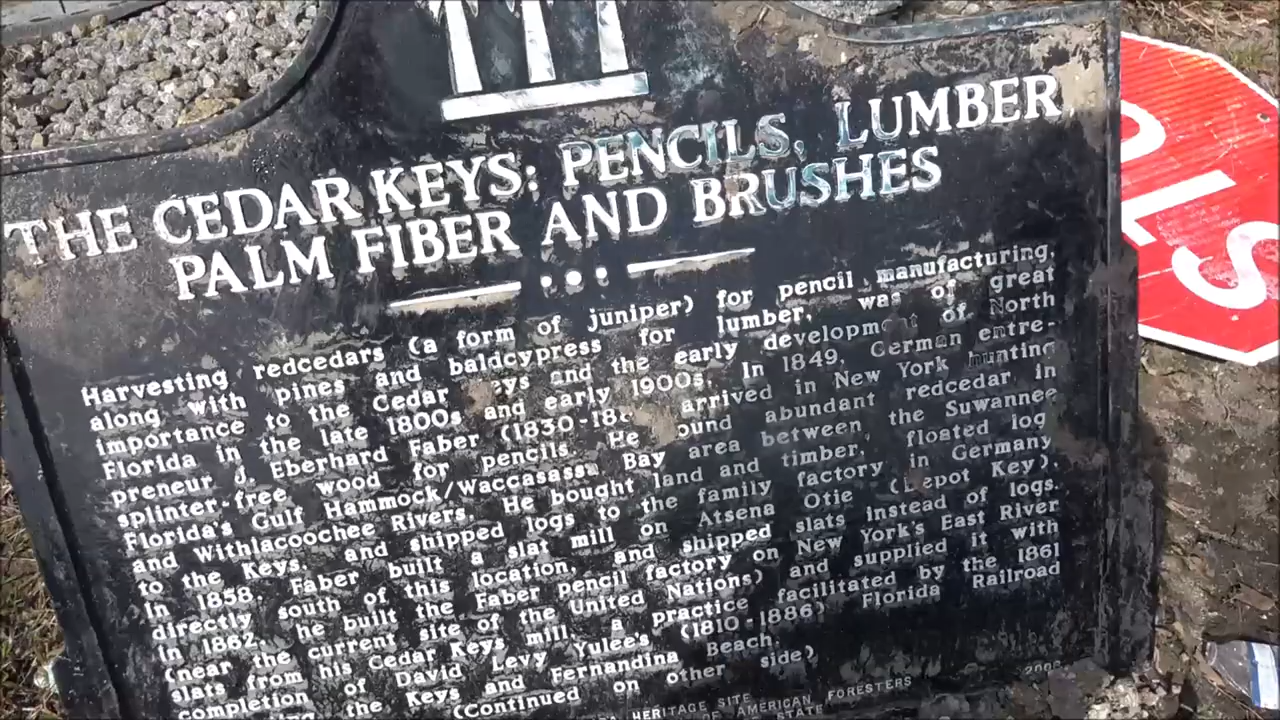 THE CEDAR KEYS: PENCILS, LUMBER,
PALM FIBER AND BRUSHES
Harvesting redcedars (a form of juniper) for pencil manufacturing,
along with pines and baldcypress for lumber, was of great
importance to the Cedar eys and the early development of North
Florida in the late 1800s and early 1900s. In 1849, German entre-
preneur J. Eberhard Faber (1830-18 arrived in New York hunting
splinter-free wood for pencils. He ound abundant redcedar in
Florida's Gulf Hammock/Waccasassa Bay area between the Suwannee
and Withlacoochee Rivers. He bought land and timber, floated log
to the Keys, and shipped logs to the family factory in Germany
In 1858, Faber built a slat mill on Atsena Otie (Depot Key),
directly south of this location, and shipped slats instead of logs.
In 1862, he built the Faber pencil factory on New York's East River
(near the current site of the United Nations) and supplied it with
slats from his Cedar Keys mill, a practice facilitated by the 1861
completion of David Levy Yulee's (1810-1886) Florida Railroad
the Keys and Fernandina Beach.
(Continued on other side)
HERITAGE SITE 2006
OF AMERICAN FORESTERS
STATE
SLO